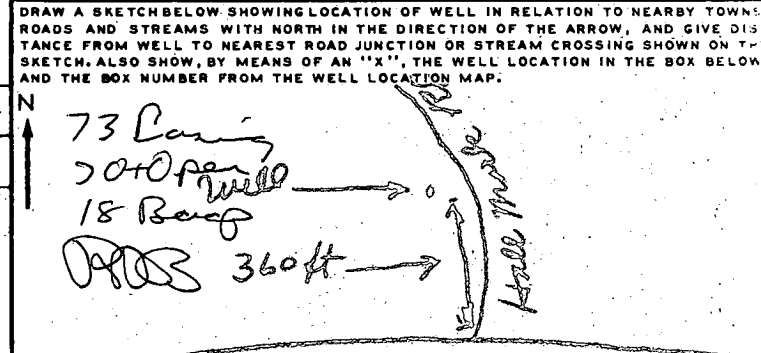 DRAW A SKETCH BELOW SHOWING LOCATION OF WELL IN RELATION TO NEARBY TOWNS
ROADS AND STREAMS WITH NORTH IN THE DIRECTION OF THE ARROW, AND GIVE DIS
TANCE FROM WELL TO NEAREST ROAD JUNCTION OR STREAM CROSSING SHOWN ON
SKETCH. ALSO SHOW, BY MEANS OF AN "X", THE WELL LOCATION IN THE BOX BELOW
AND THE BOX NUMBER FROM THE WELL LOCATION MAP.
N
73 Casing
Open
Well
18
360 ft
Hall
Rd